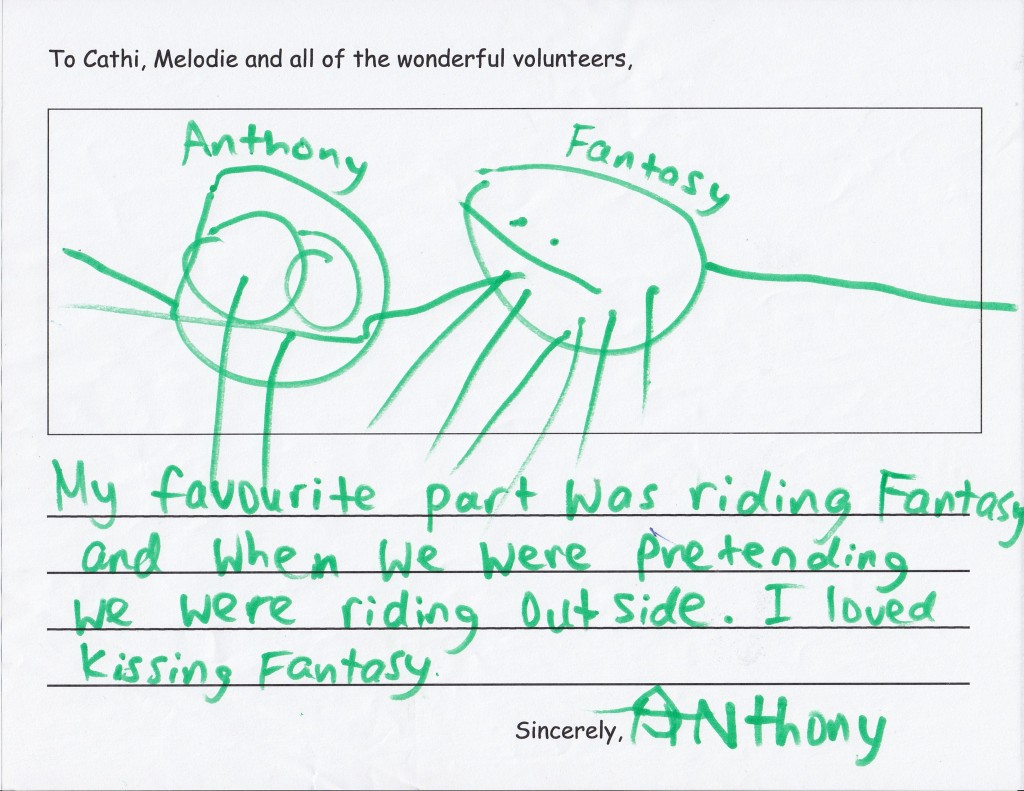 To Cathi, Melodie and all of the wonderful volunteers,
Anthony
Fantasy
My favourite part was riding Fantasy
and when we were pretending
we were riding outside. I loved
kissing Fantasy.
Sincerely, ANthony